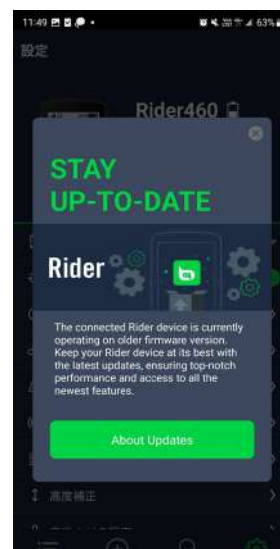 11:49
63%
設定
Rider460
STAY
UP-TO-DATE
Rider
The connected Rider device is currently
operating on older firmware version.
Keep your Rider device at its best with
the latest updates, ensuring top-notch
performance and access to all the
newest features.
About Updates
高度補正